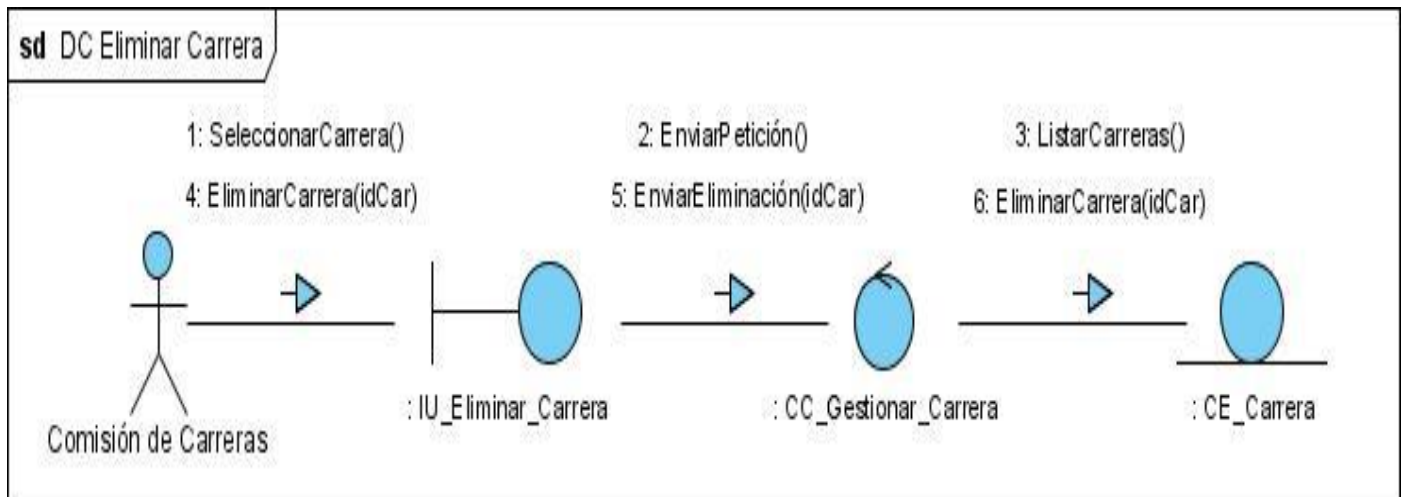 sd DC Eliminar Carrera
1: SeleccionarCarrera()
2: EnviarPetición()
3: ListarCarreras()
4: EliminarCarrera(idCar)
5: EnviarEliminación(idCar)
6: EliminarCarrera(idCar)
: IU_Eliminar_Carrera
: CC_Gestionar_Carrera
: CE_Carrera
Comisión de Carreras